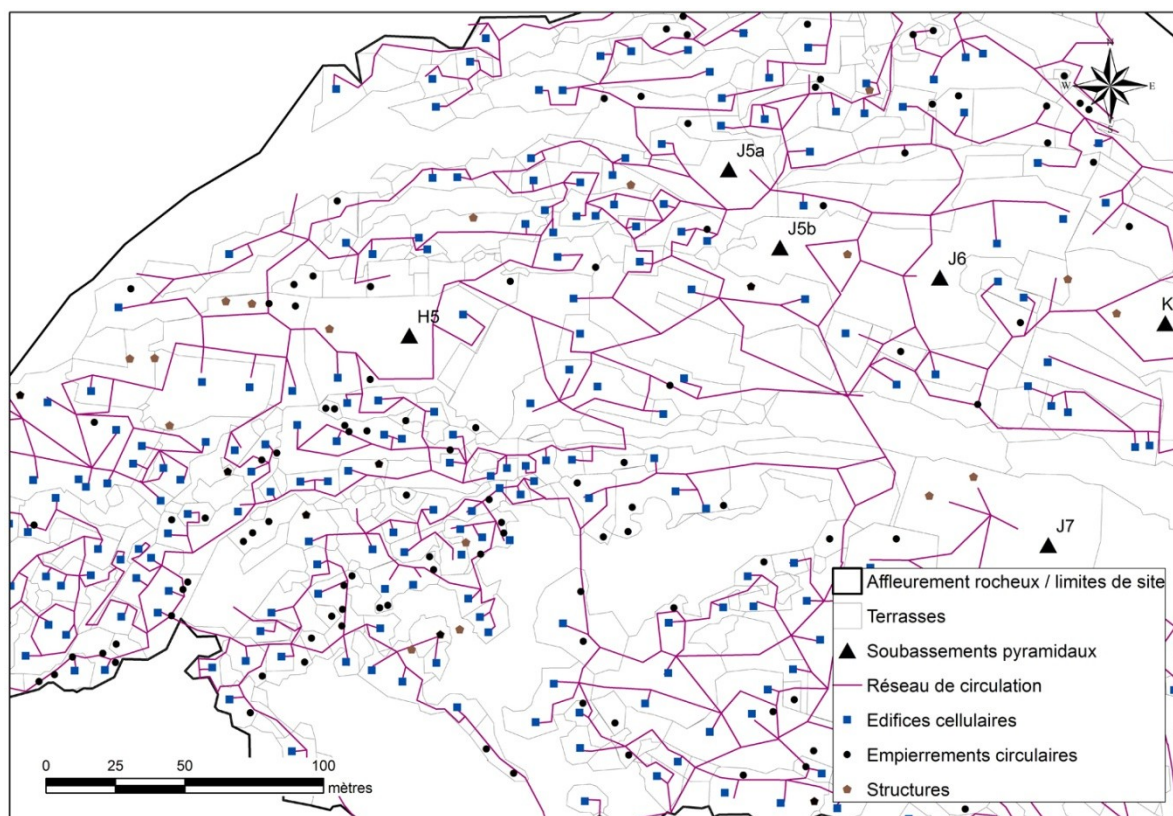 N
W E
S
J5a
J5b
J6
K
H5
J7
Affleurement rocheux / limites de site
Terrasses
Soubassements pyramidaux
Réseau de circulation
Edifices cellulaires
Empierrements circulaires
Structures
0 25 50 100
mètres